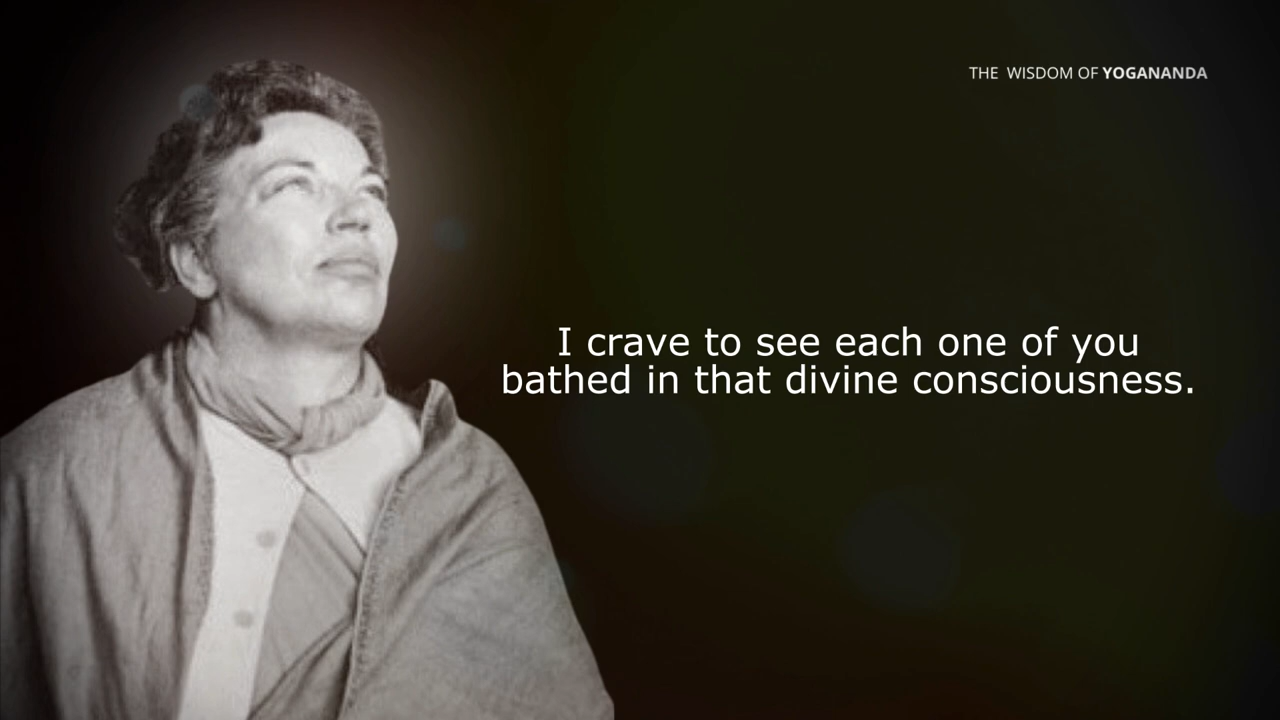 THE WISDOM OF YOGANANDA
I crave to see each one of you
bathed in that divine consciousness.